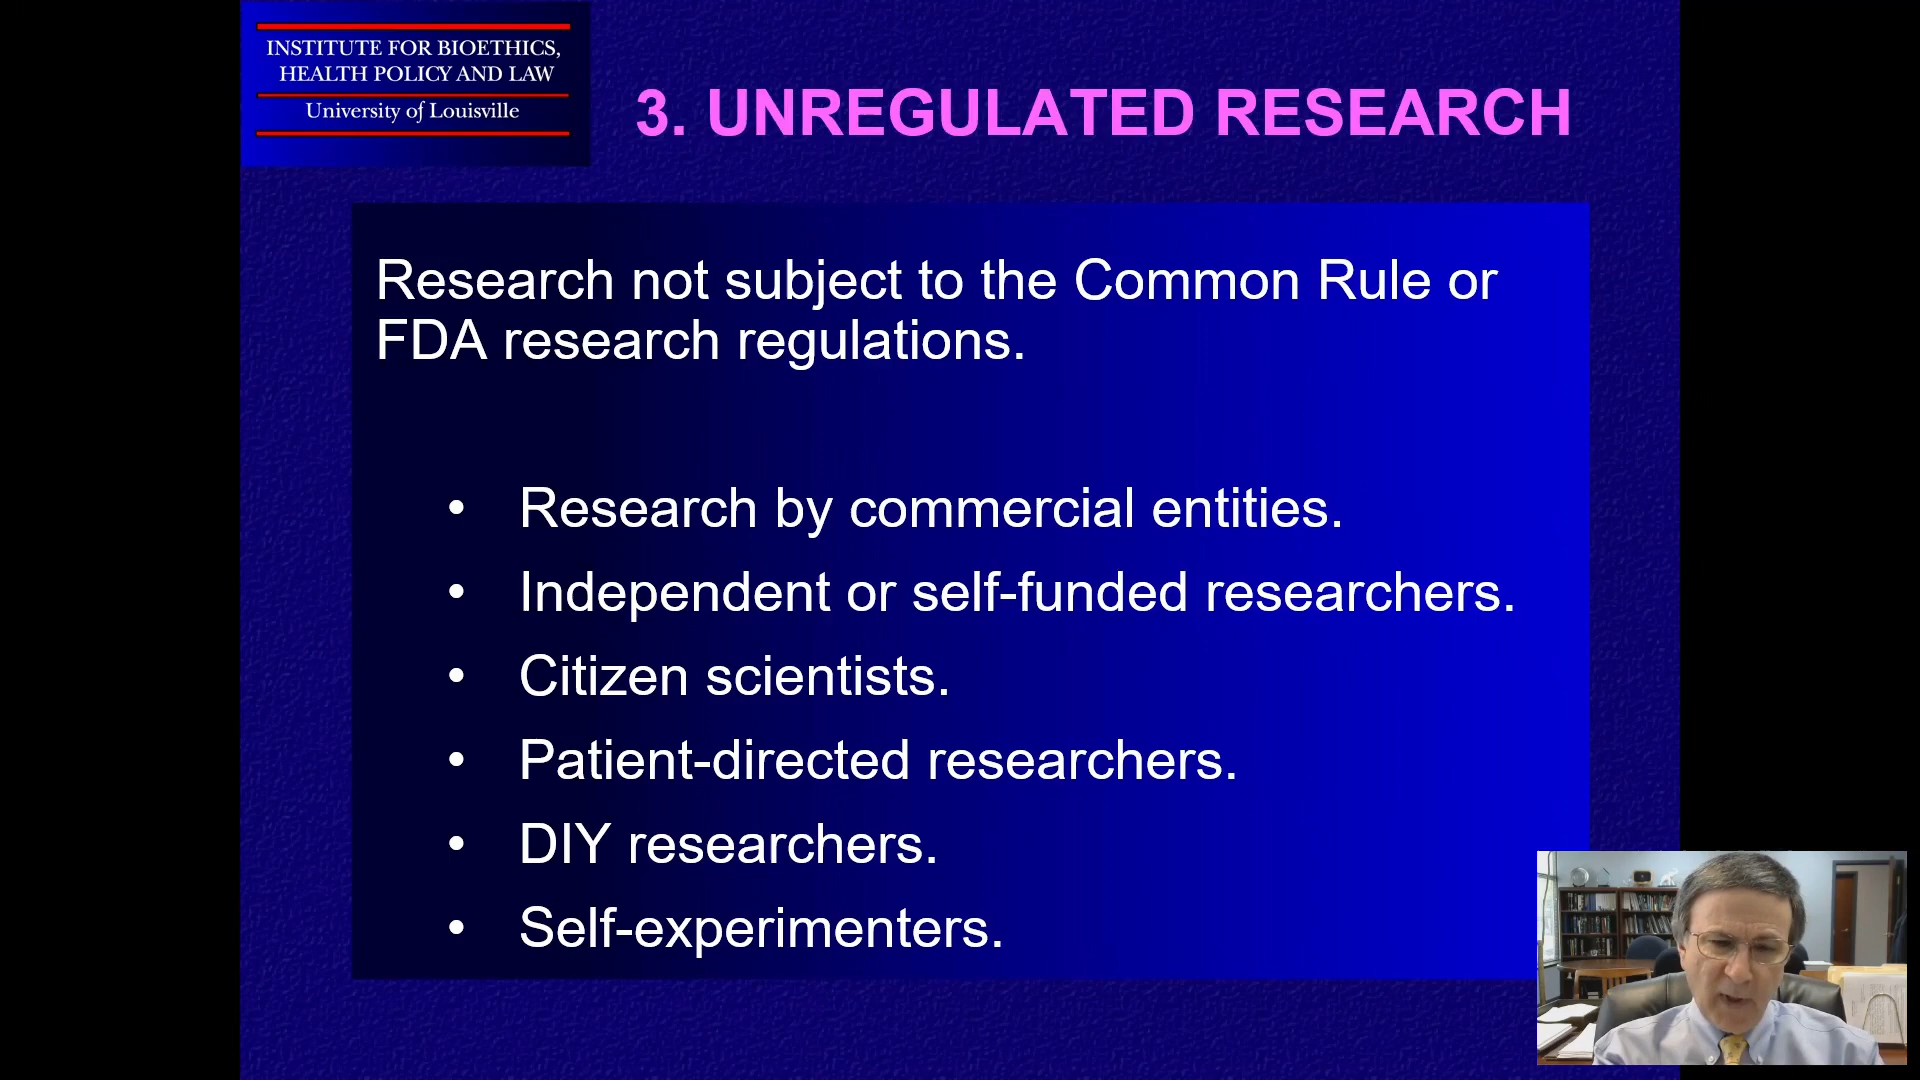 INSTITUTE FOR BIOETHICS,
HEALTH POLICY AND LAW
University of Louisville
3. UNREGULATED RESEARCH
Research not subject to the Common Rule or
FDA research regulations.
• Research by commercial entities.
• Independent or self-funded researchers.
• Citizen scientists.
• Patient-directed researchers.
• DIY researchers.
• Self-experimenters.